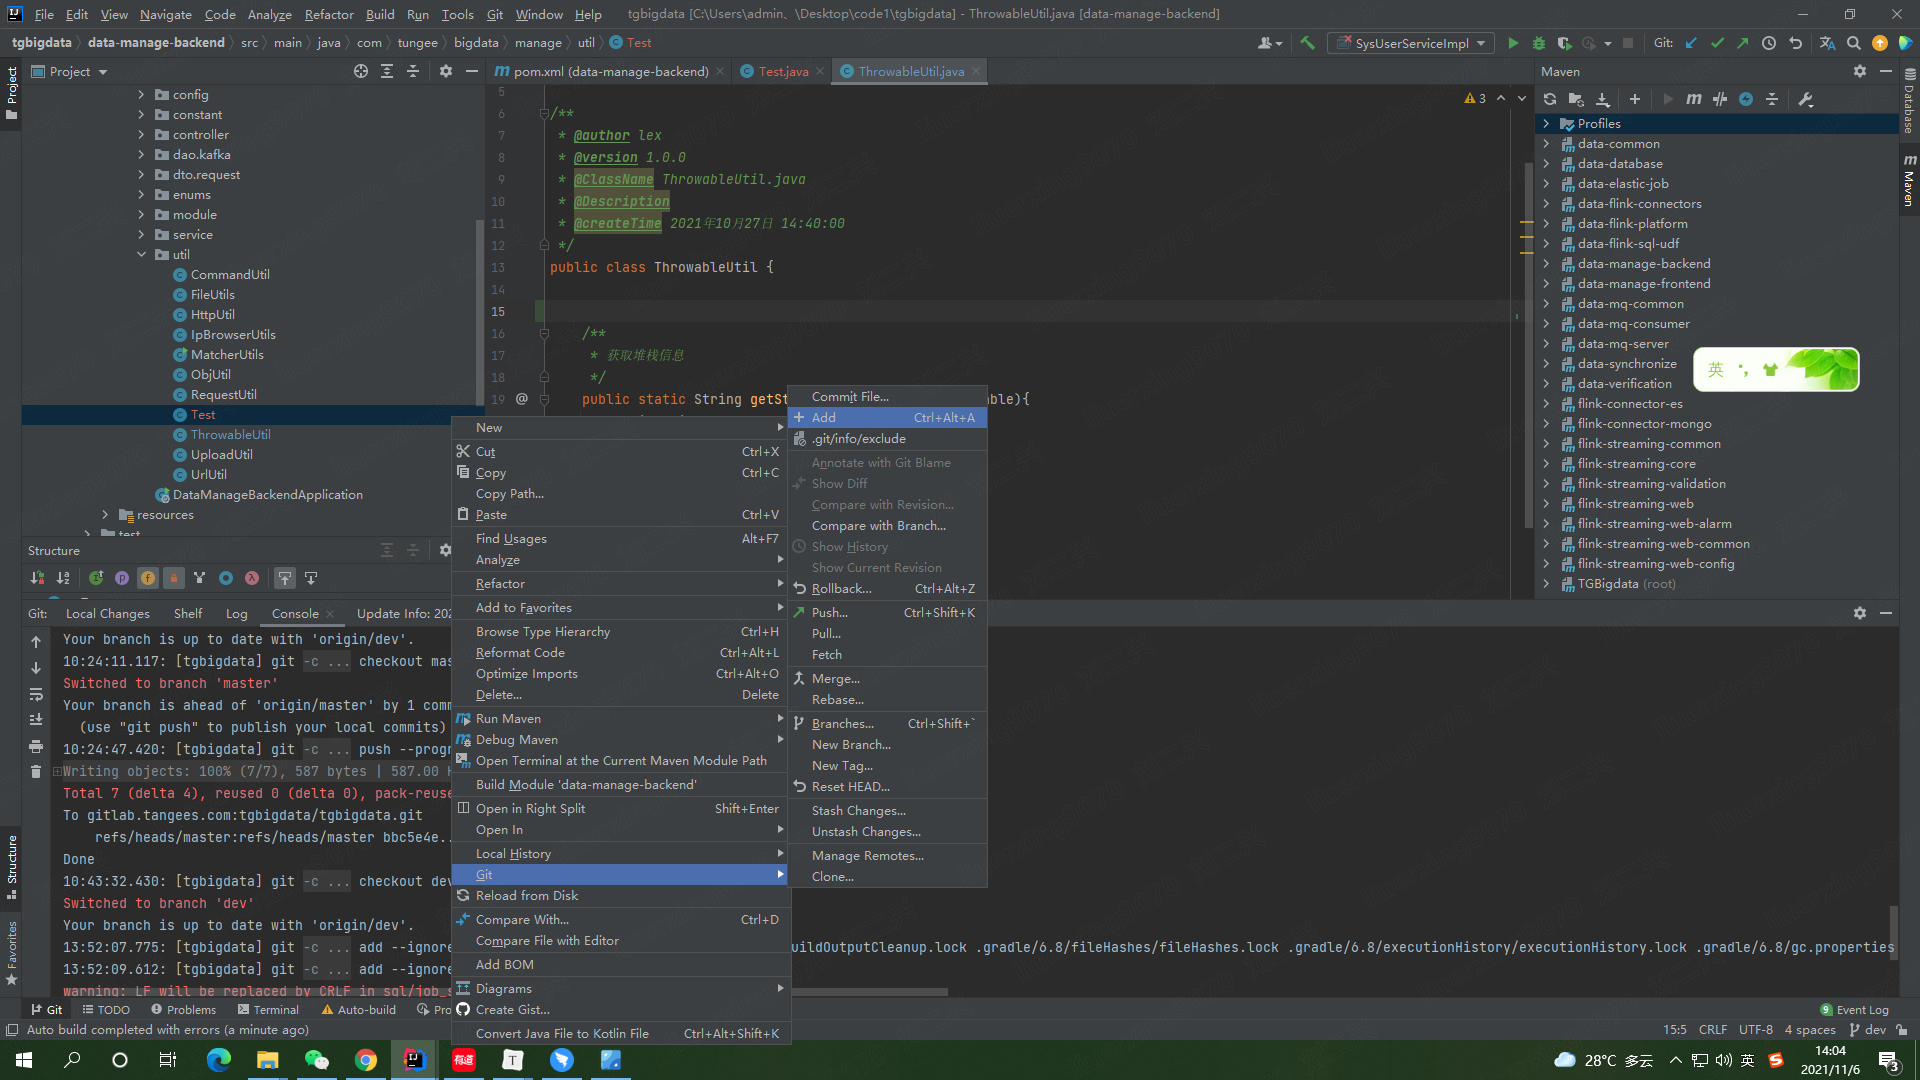 File Edit View Navigate Code Analyze Refactor Build Run Tools Git Window Help tgbigdata [C:\Users\admin、\Desktop\code1\tgbigdata] - ThrowableUtil.java [data-manage-backend]
tgbigdata data-manage-backend src main java com tungee bigdata manage util Test SysUserServiceImpl Git:
Project pom.xml (data-manage-backend) Test.java ThrowableUtil.java Maven
config
constant
controller
dao.kafka
dto.request
enums
module
service
util
CommandUtil
FileUtils
HttpUtil
IpBrowserUtils
MatcherUtils
ObjUtil
RequestUtil
Test
ThrowableUtil
UploadUtil
UrlUtil
DataManageBackendApplication
resources
test
5
6 /**
7 * @author lex
8 * @version 1.0.0
9 * @ClassName ThrowableUtil.java
10 * @Description
11 * @createTime 2021年10月27日 14:40:00
12 */
13 public class ThrowableUtil {
14
15
16 /**
17 * 获取堆栈信息
18 */
19 @ public static String getSt able){
3
Profiles
data-common
data-database
data-elastic-job
data-flink-connectors
data-flink-platform
data-flink-sql-udf
data-manage-backend
data-manage-frontend
data-mq-common
data-mq-consumer
data-mq-server
data-synchronize
data-verification
flink-connector-es
flink-connector-mongo
flink-streaming-common
flink-streaming-core
flink-streaming-validation
flink-streaming-web
flink-streaming-web-alarm
flink-streaming-web-common
flink-streaming-web-config
TGBigdata (root)
英
Project
Structure
Favorites
Database
Maven
Structure
New
Cut Ctrl+X
Copy Ctrl+C
Copy Path...
Paste Ctrl+V
Find Usages Alt+F7
Analyze
Refactor
Add to Favorites
Browse Type Hierarchy Ctrl+H
Reformat Code Ctrl+Alt+L
Optimize Imports Ctrl+Alt+O
Delete... Delete
Run Maven
Debug Maven
Open Terminal at the Current Maven Module Path
Build Module 'data-manage-backend'
Open in Right Split Shift+Enter
Open In
Local History
Git
Reload from Disk
Compare With... Ctrl+D
Compare File with Editor
Add BOM
Diagrams
Create Gist...
Convert Java File to Kotlin File Ctrl+Alt+Shift+K
Commit File...
Add Ctrl+Alt+A
.git/info/exclude
Annotate with Git Blame
Show Diff
Compare with Revision...
Compare with Branch...
Show History
Show Current Revision
Rollback... Ctrl+Alt+Z
Push... Ctrl+Shift+K
Pull...
Fetch
Merge...
Rebase...
Branches... Ctrl+Shift+`
New Branch...
New Tag...
Reset HEAD...
Stash Changes...
Unstash Changes...
Manage Remotes...
Clone...
Git: Local Changes Shelf Log Console Update Info: 202
Your branch is up to date with 'origin/dev'.
10:24:11.117: [tgbigdata] git -c ... checkout mas
Switched to branch 'master'
Your branch is ahead of 'origin/master' by 1 comm
(use "git push" to publish your local commits)
10:24:47.420: [tgbigdata] git -c ... push --progr
Writing objects: 100% (7/7), 587 bytes | 587.00
Total 7 (delta 4), reused 0 (delta 0), pack-reuse
To gitlab.tangees.com:tgbigdata/tgbigdata.git
refs/heads/master:refs/heads/master bbc5e4e..
Done
10:43:32.430: [tgbigdata] git -c ... checkout dev
Switched to branch 'dev'
Your branch is up to date with 'origin/dev'.
13:52:07.775: [tgbigdata] git -c ... add --ignore uildOutputCleanup.lock .gradle/6.8/fileHashes/fileHashes.lock .gradle/6.8/executionHistory/executionHistory.lock .gradle/6.8/gc.properties
13:52:09.612: [tgbigdata] git -c ... add --ignore
warning: LF will be replaced by CRLF in sql/job_s
Git TODO Problems Terminal Auto-build Pro 9 Event Log
Auto build completed with errors (a minute ago) 15:5 CRLF UTF-8 4 spaces dev
有道 T 28°C 多云 英 14:04
2021/11/6 3